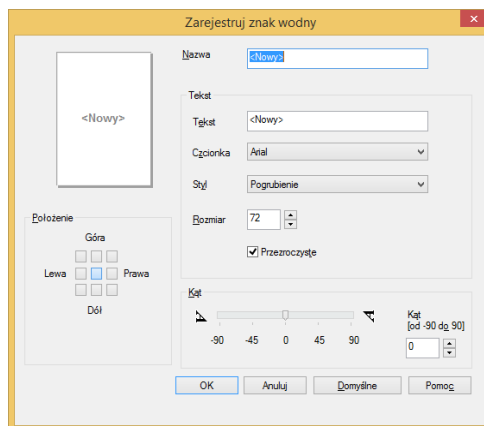 Zarejestruj znak wodny
Nazwa
<Nowy>
<Nowy>
Tekst
Tekst
<Nowy>
Czcionka
Arial
Styl
Pogrubienie
Rozmiar
72
Przezroczyste
Położenie
Góra
Lewa
Prawa
Dół
Kąt
-90 -45 0 45 90
Kąt
[od -90 do 90]
0
OK Anuluj Domyślne Pomoc